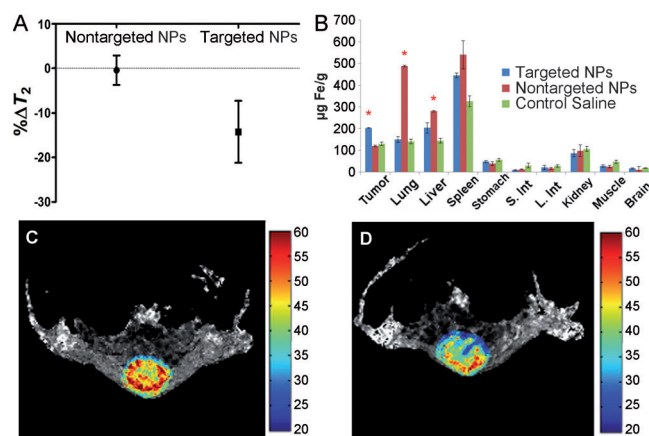 A
10
0
-10
-20
-30
%ΔT₂
Nontargeted NPs
Targeted NPs
B
700
600
500
400
300
200
100
0
µg Fe/g
*
*
*
Targeted NPs
Nontargeted NPs
Control Saline
Tumor
Lung
Liver
Spleen
Stomach
S. Int
L. Int
Kidney
Muscle
Brain
C
60
55
50
45
40
35
30
25
20
D
60
55
50
45
40
35
30
25
20